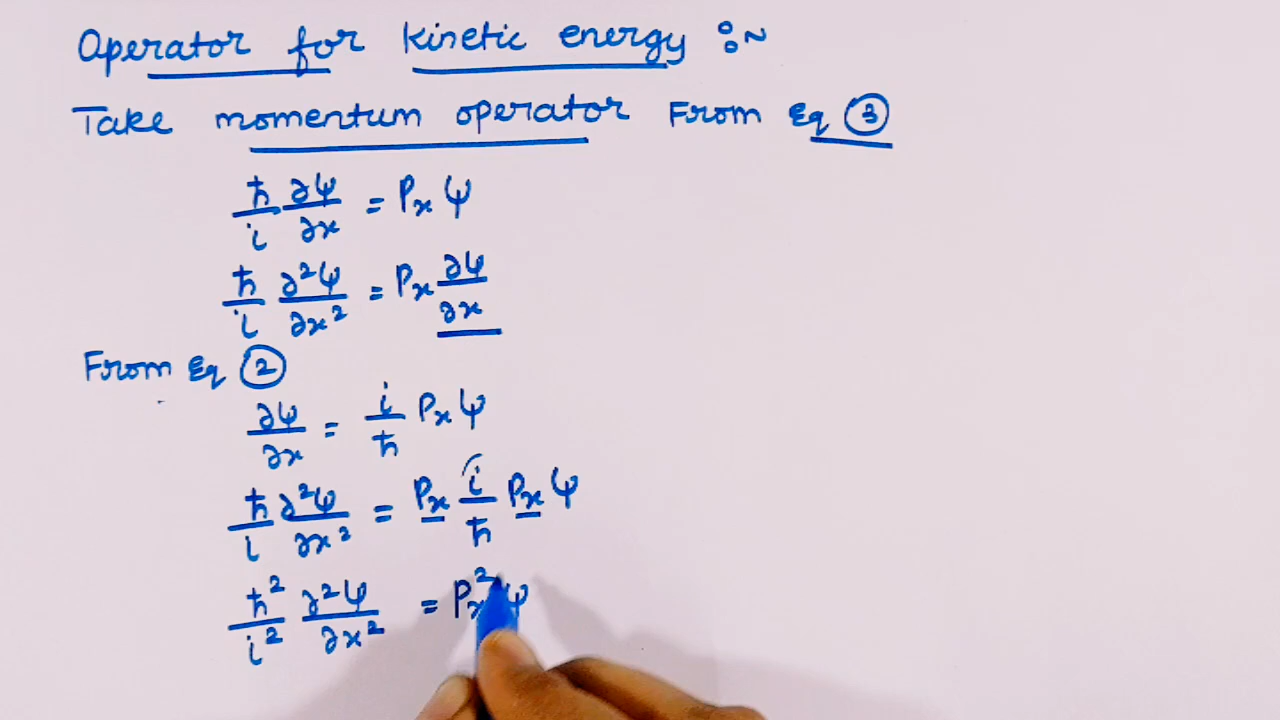 Operator for kinetic energy :~
Take momentum operator From Eq ③
ħ/i ∂ψ/∂x = Pₓ ψ
ħ/i ∂²ψ/∂x² = Pₓ ∂ψ/∂x
From Eq ②
∂ψ/∂x = i/ħ Pₓ ψ
ħ/i ∂²ψ/∂x² = Pₓ i/ħ Pₓ ψ
ħ²/i² ∂²ψ/∂x² = Pₓ² ψ